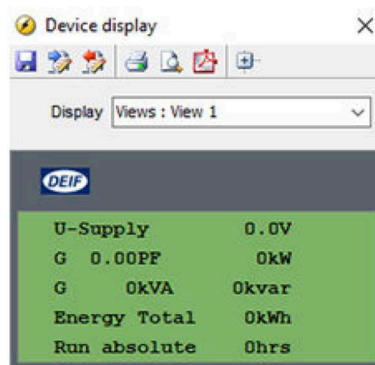 Device display
Display Views : View 1
DEIF
U-Supply 0.0V
G 0.00PF 0kW
G 0kVA 0kvar
Energy Total 0kWh
Run absolute 0hrs